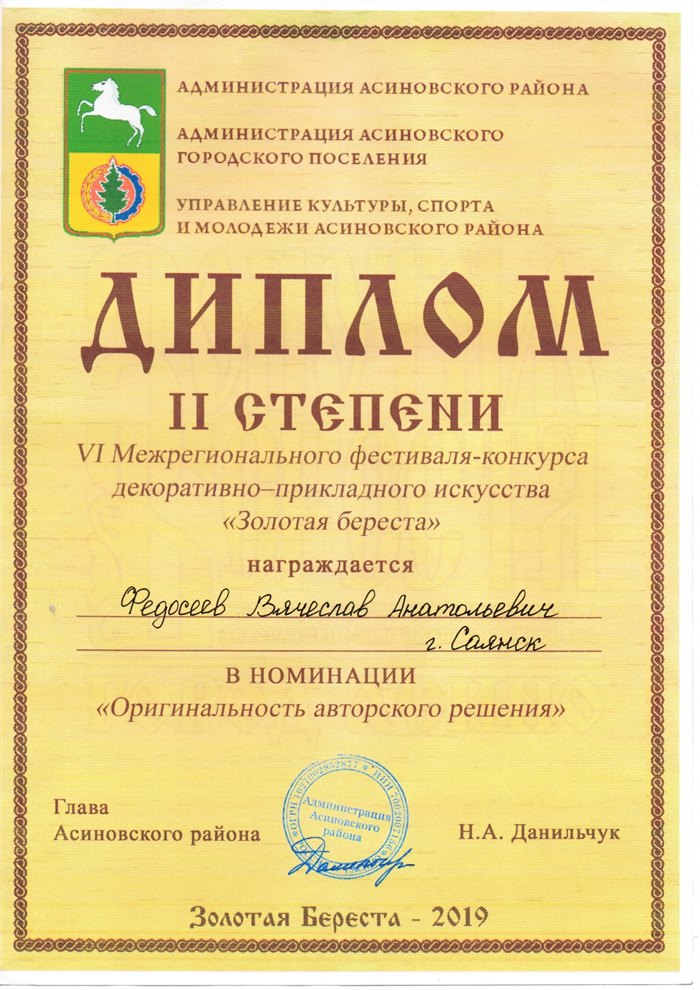 АДМИНИСТРАЦИЯ АСИНОВСКОГО РАЙОНА
АДМИНИСТРАЦИЯ АСИНОВСКОГО
ГОРОДСКОГО ПОСЕЛЕНИЯ
УПРАВЛЕНИЕ КУЛЬТУРЫ, СПОРТА
И МОЛОДЕЖИ АСИНОВСКОГО РАЙОНА
ДИПЛОМ
II СТЕПЕНИ
VI Межрегионального фестиваля-конкурса
декоративно–прикладного искусства
«Золотая береста»
награждается
Федосеев Вячеслав Анатольевич
г. Саянск
В НОМИНАЦИИ
«Оригинальность авторского решения»
Администрация
Асиновского
района
Глава
Асиновского района
Н.А. Данильчук
Золотая Береста - 2019